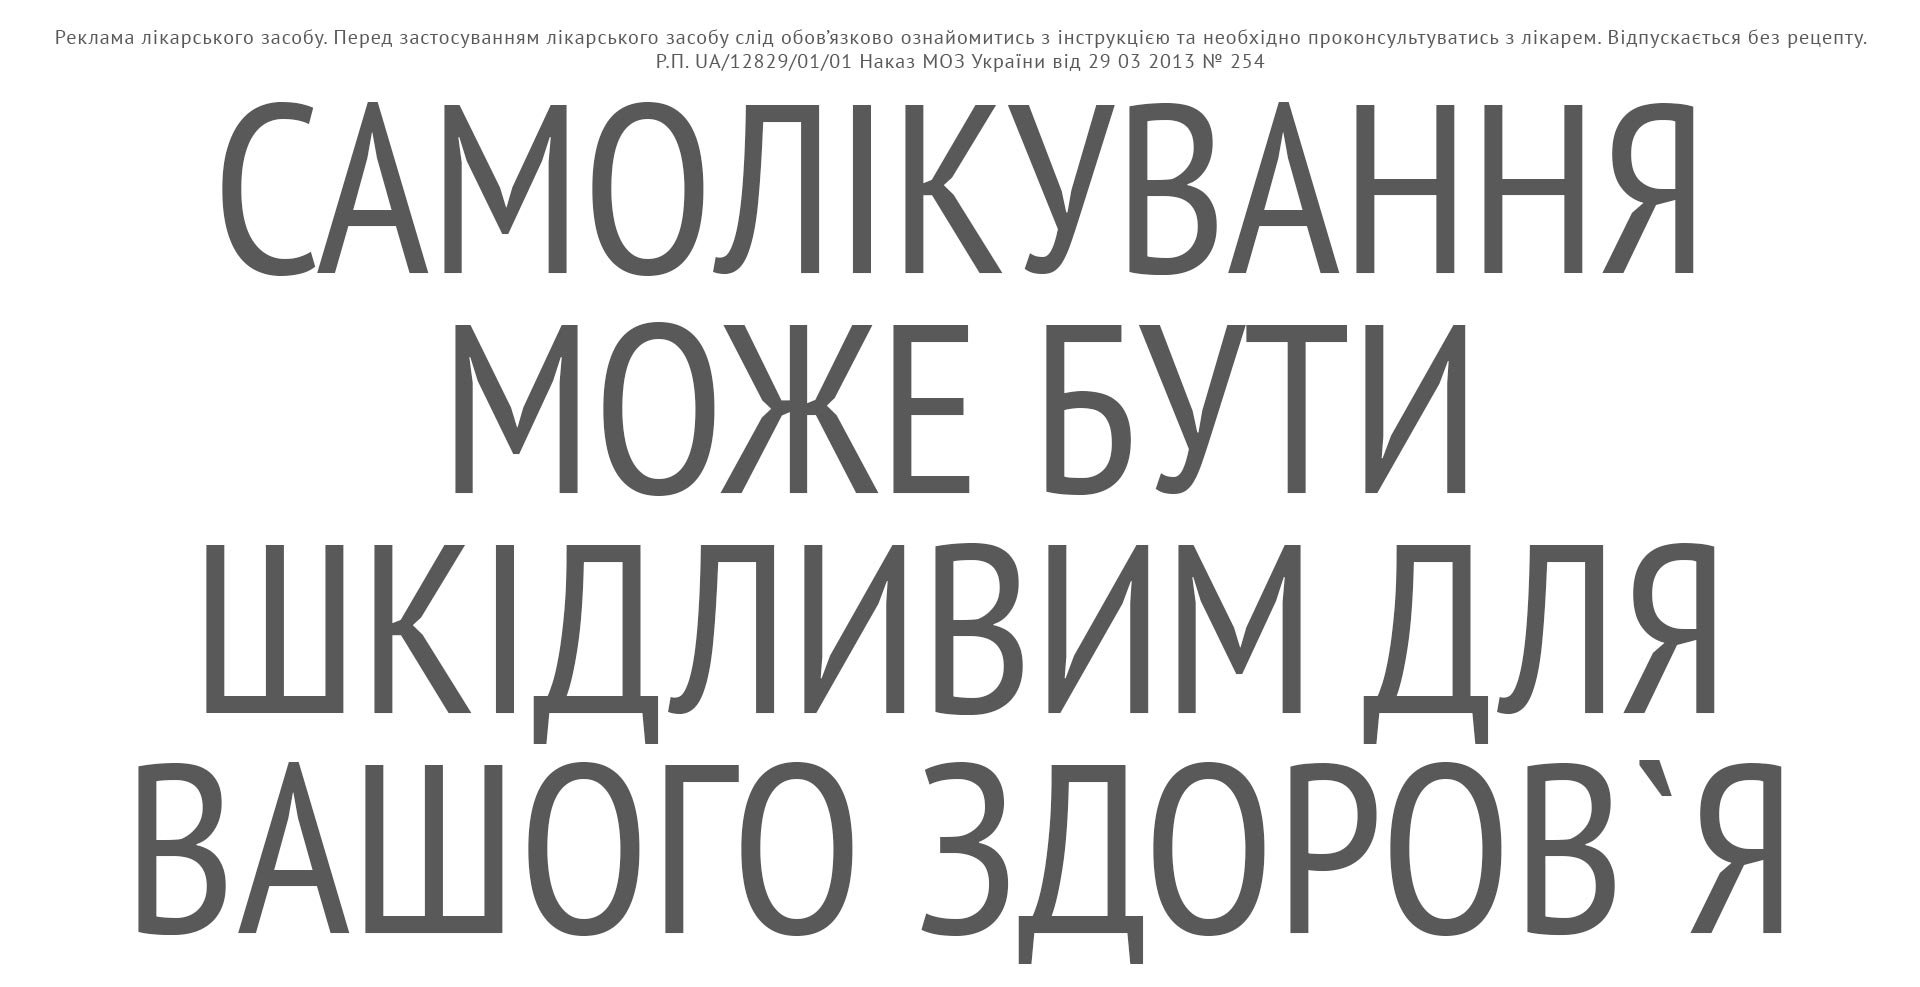 Реклама лікарського засобу. Перед застосуванням лікарського засобу слід обов’язково ознайомитись з інструкцією та необхідно проконсультуватись з лікарем. Відпускається без рецепту.
Р.П. UA/12829/01/01 Наказ МОЗ України від 29 03 2013 № 254
САМОЛІКУВАННЯ
МОЖЕ БУТИ
ШКІДЛИВИМ ДЛЯ
ВАШОГО ЗДОРОВ`Я